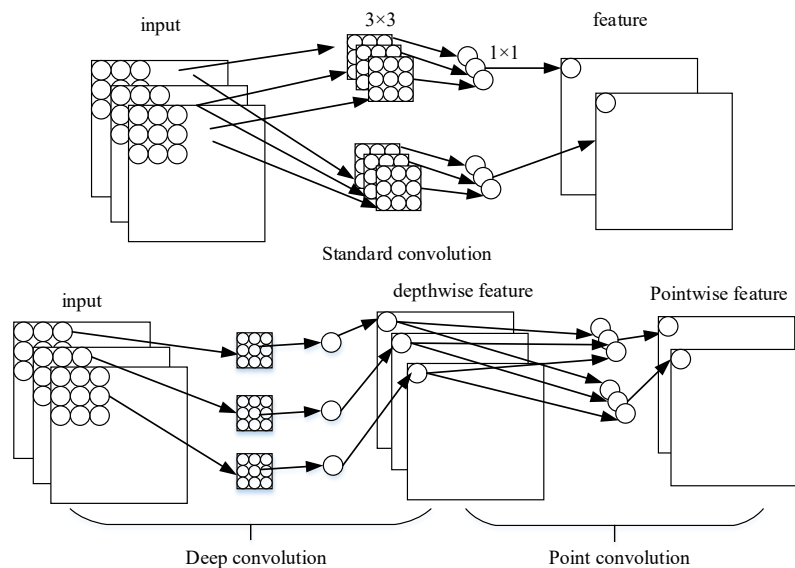 input
3×3
1×1
feature
Standard convolution
input
depthwise feature
Pointwise feature
Deep convolution
Point convolution